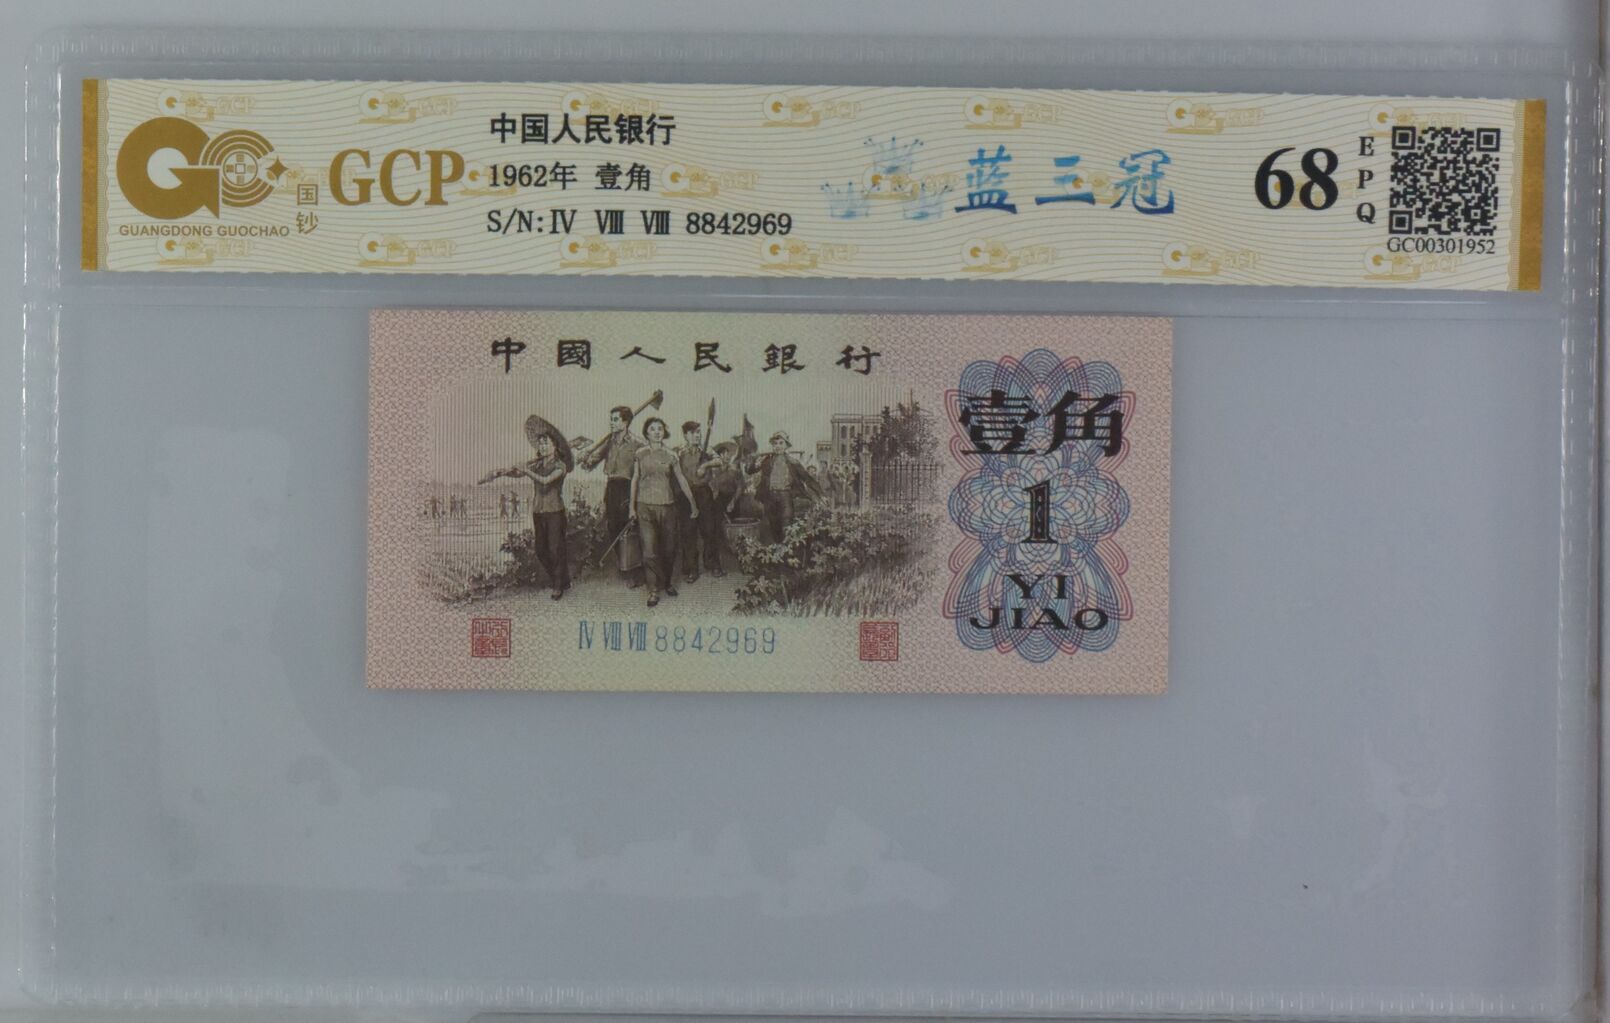 GCP
国钞
GUANGDONG GUOCHAO
中国人民银行
1962年 壹角
S/N:Ⅳ Ⅷ Ⅷ 8842969
蓝三冠
68
EPQ
GC00301952
中國人民銀行
壹角
1
YI
JIAO
Ⅳ Ⅷ Ⅷ 8842969